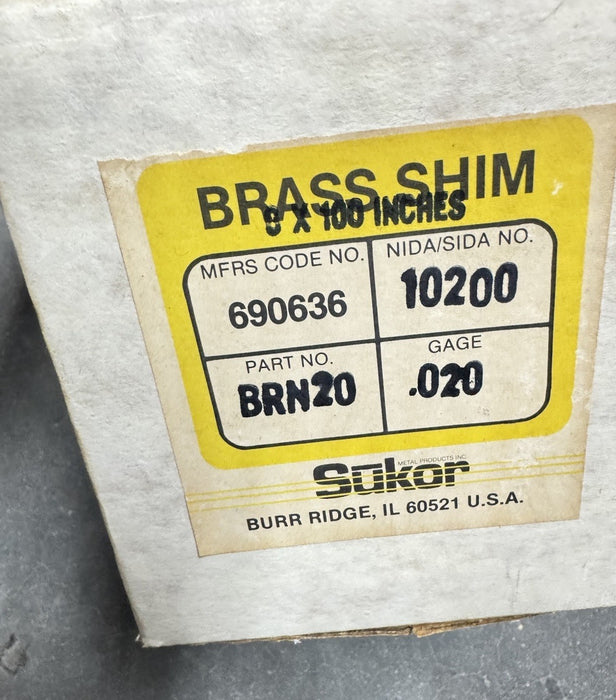 BRASS SHIM
X 100 INCHES
MFRS CODE NO.
690636
NIDA/SIDA NO.
10200
PART NO.
BRN20
GAGE
.020
METAL PRODUCTS INC.
Sūkor
BURR RIDGE, IL 60521 U.S.A.